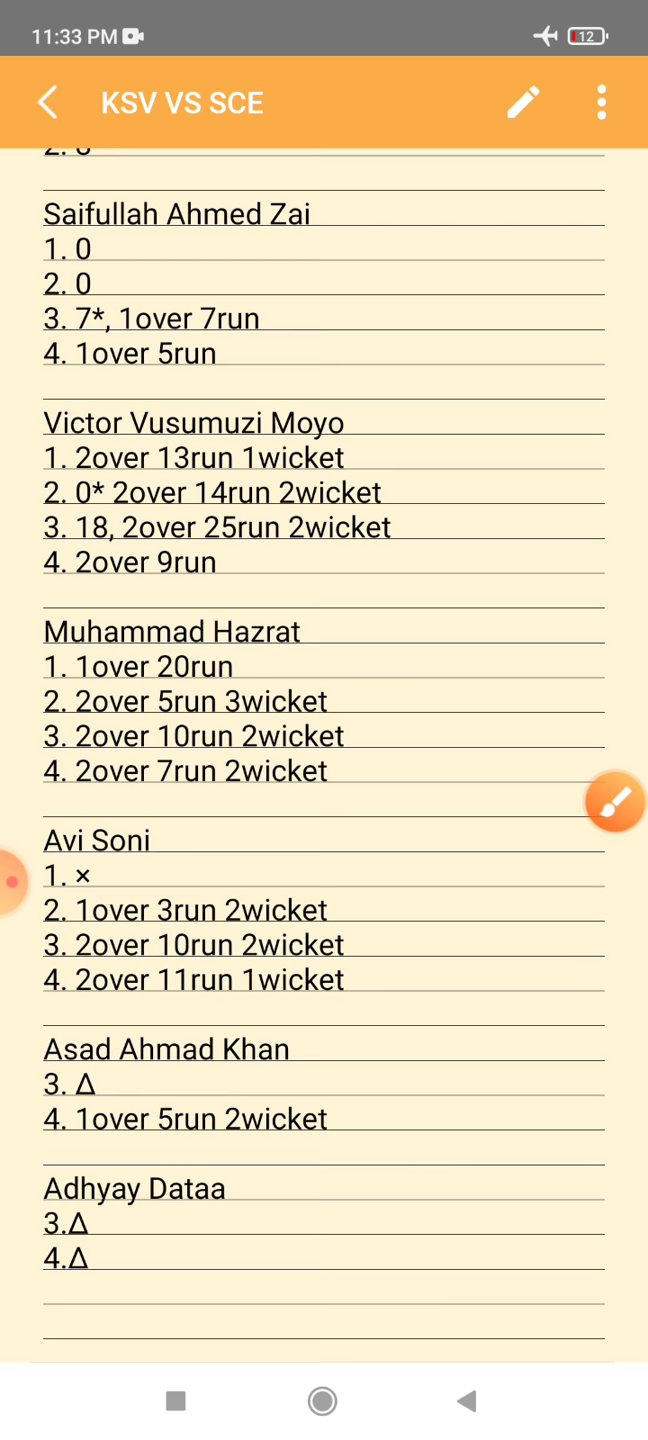 11:33 PM
12
KSV VS SCE
Saifullah Ahmed Zai
1. 0
2. 0
3. 7*, 1over 7run
4. 1over 5run
Victor Vusumuzi Moyo
1. 2over 13run 1wicket
2. 0* 2over 14run 2wicket
3. 18, 2over 25run 2wicket
4. 2over 9run
Muhammad Hazrat
1. 1over 20run
2. 2over 5run 3wicket
3. 2over 10run 2wicket
4. 2over 7run 2wicket
Avi Soni
1. ×
2. 1over 3run 2wicket
3. 2over 10run 2wicket
4. 2over 11run 1wicket
Asad Ahmad Khan
3. Δ
4. 1over 5run 2wicket
Adhyay Dataa
3.Δ
4.Δ